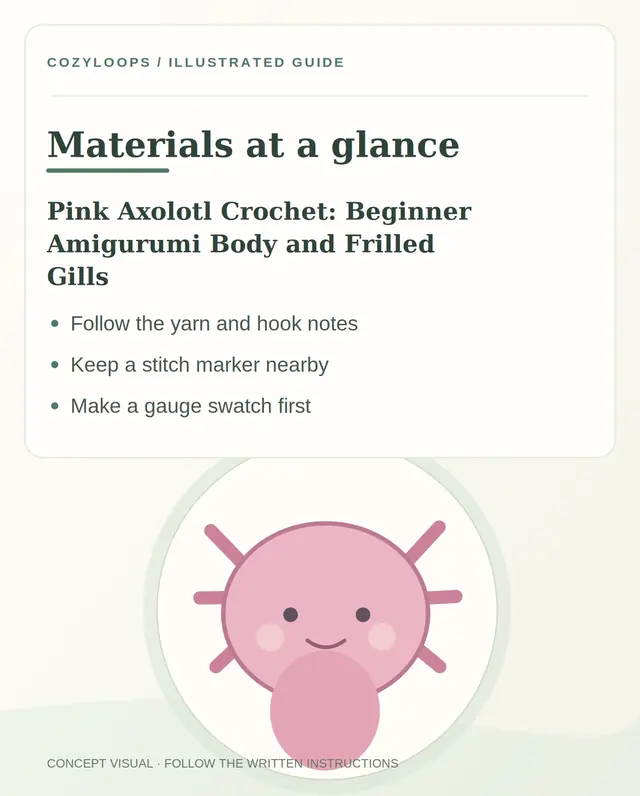 COZYLOOPS / ILLUSTRATED GUIDE
Materials at a glance
Pink Axolotl Crochet: Beginner
Amigurumi Body and Frilled
Gills
• Follow the yarn and hook notes
• Keep a stitch marker nearby
• Make a gauge swatch first
CONCEPT VISUAL · FOLLOW THE WRITTEN INSTRUCTIONS